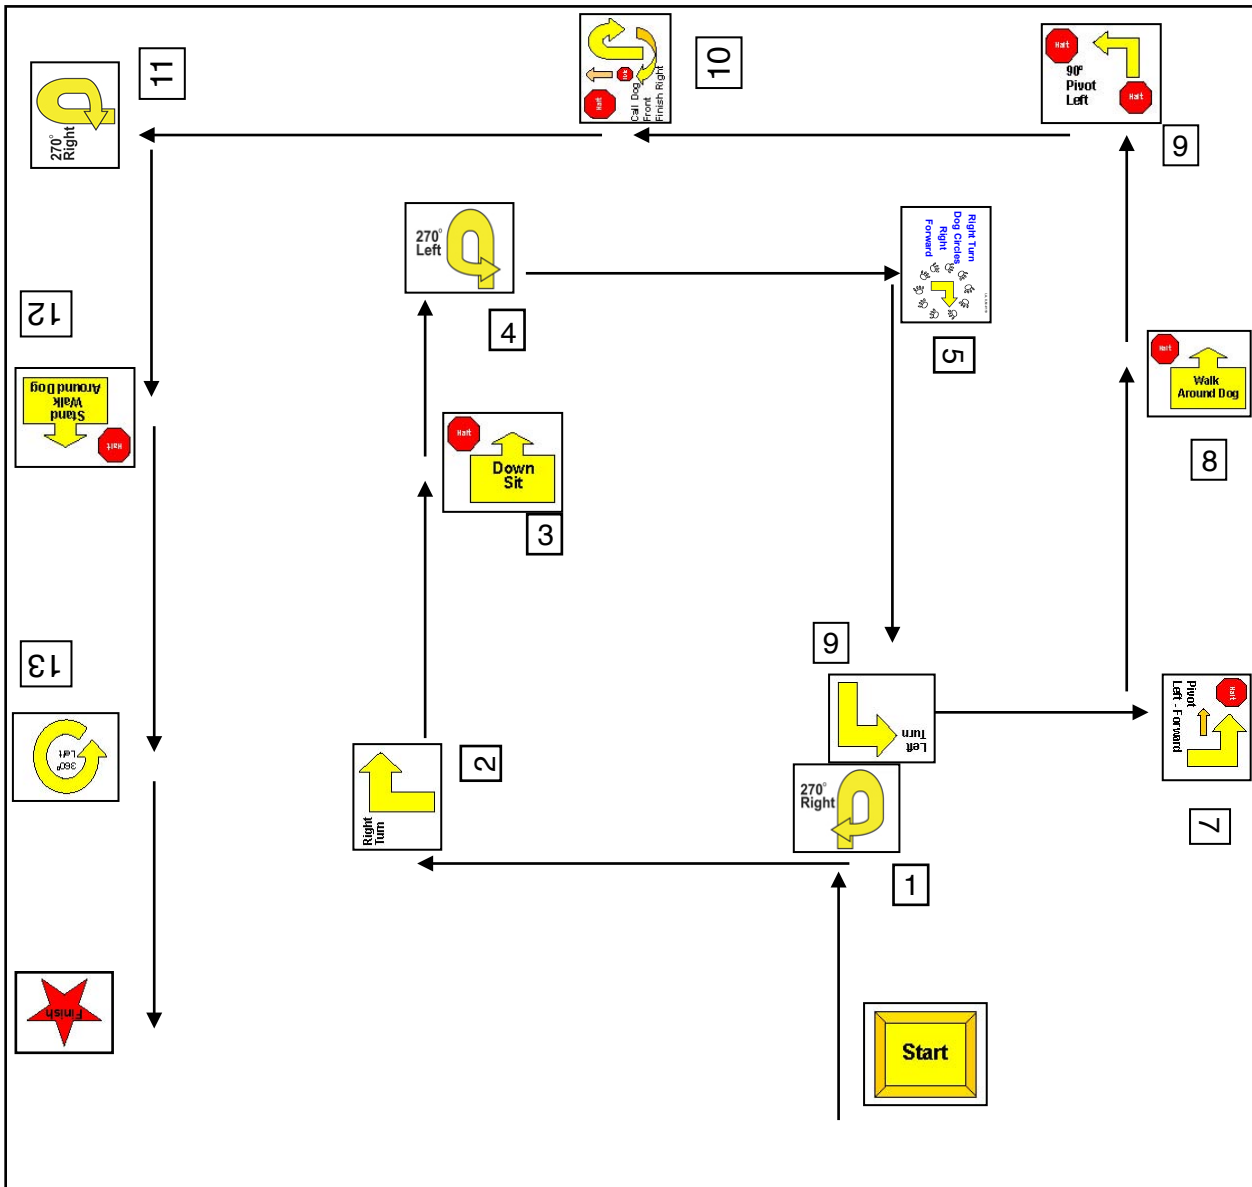 11
270°
Right
Halt
Halt
Call Dog
Front
Finish Right
10
Halt
90°
Pivot
Left
Halt
9
270°
Left
4
Right Turn
Dog Circles
Right
Forward
5
12
Halt
Stand
Walk
Around Dog
Halt
Down
Sit
3
Halt
Walk
Around Dog
8
13
360°
Left
Right
Turn
2
6
Left
Turn
270°
Right
1
Halt
Pivot
Left - Forward
7
Finish
Start